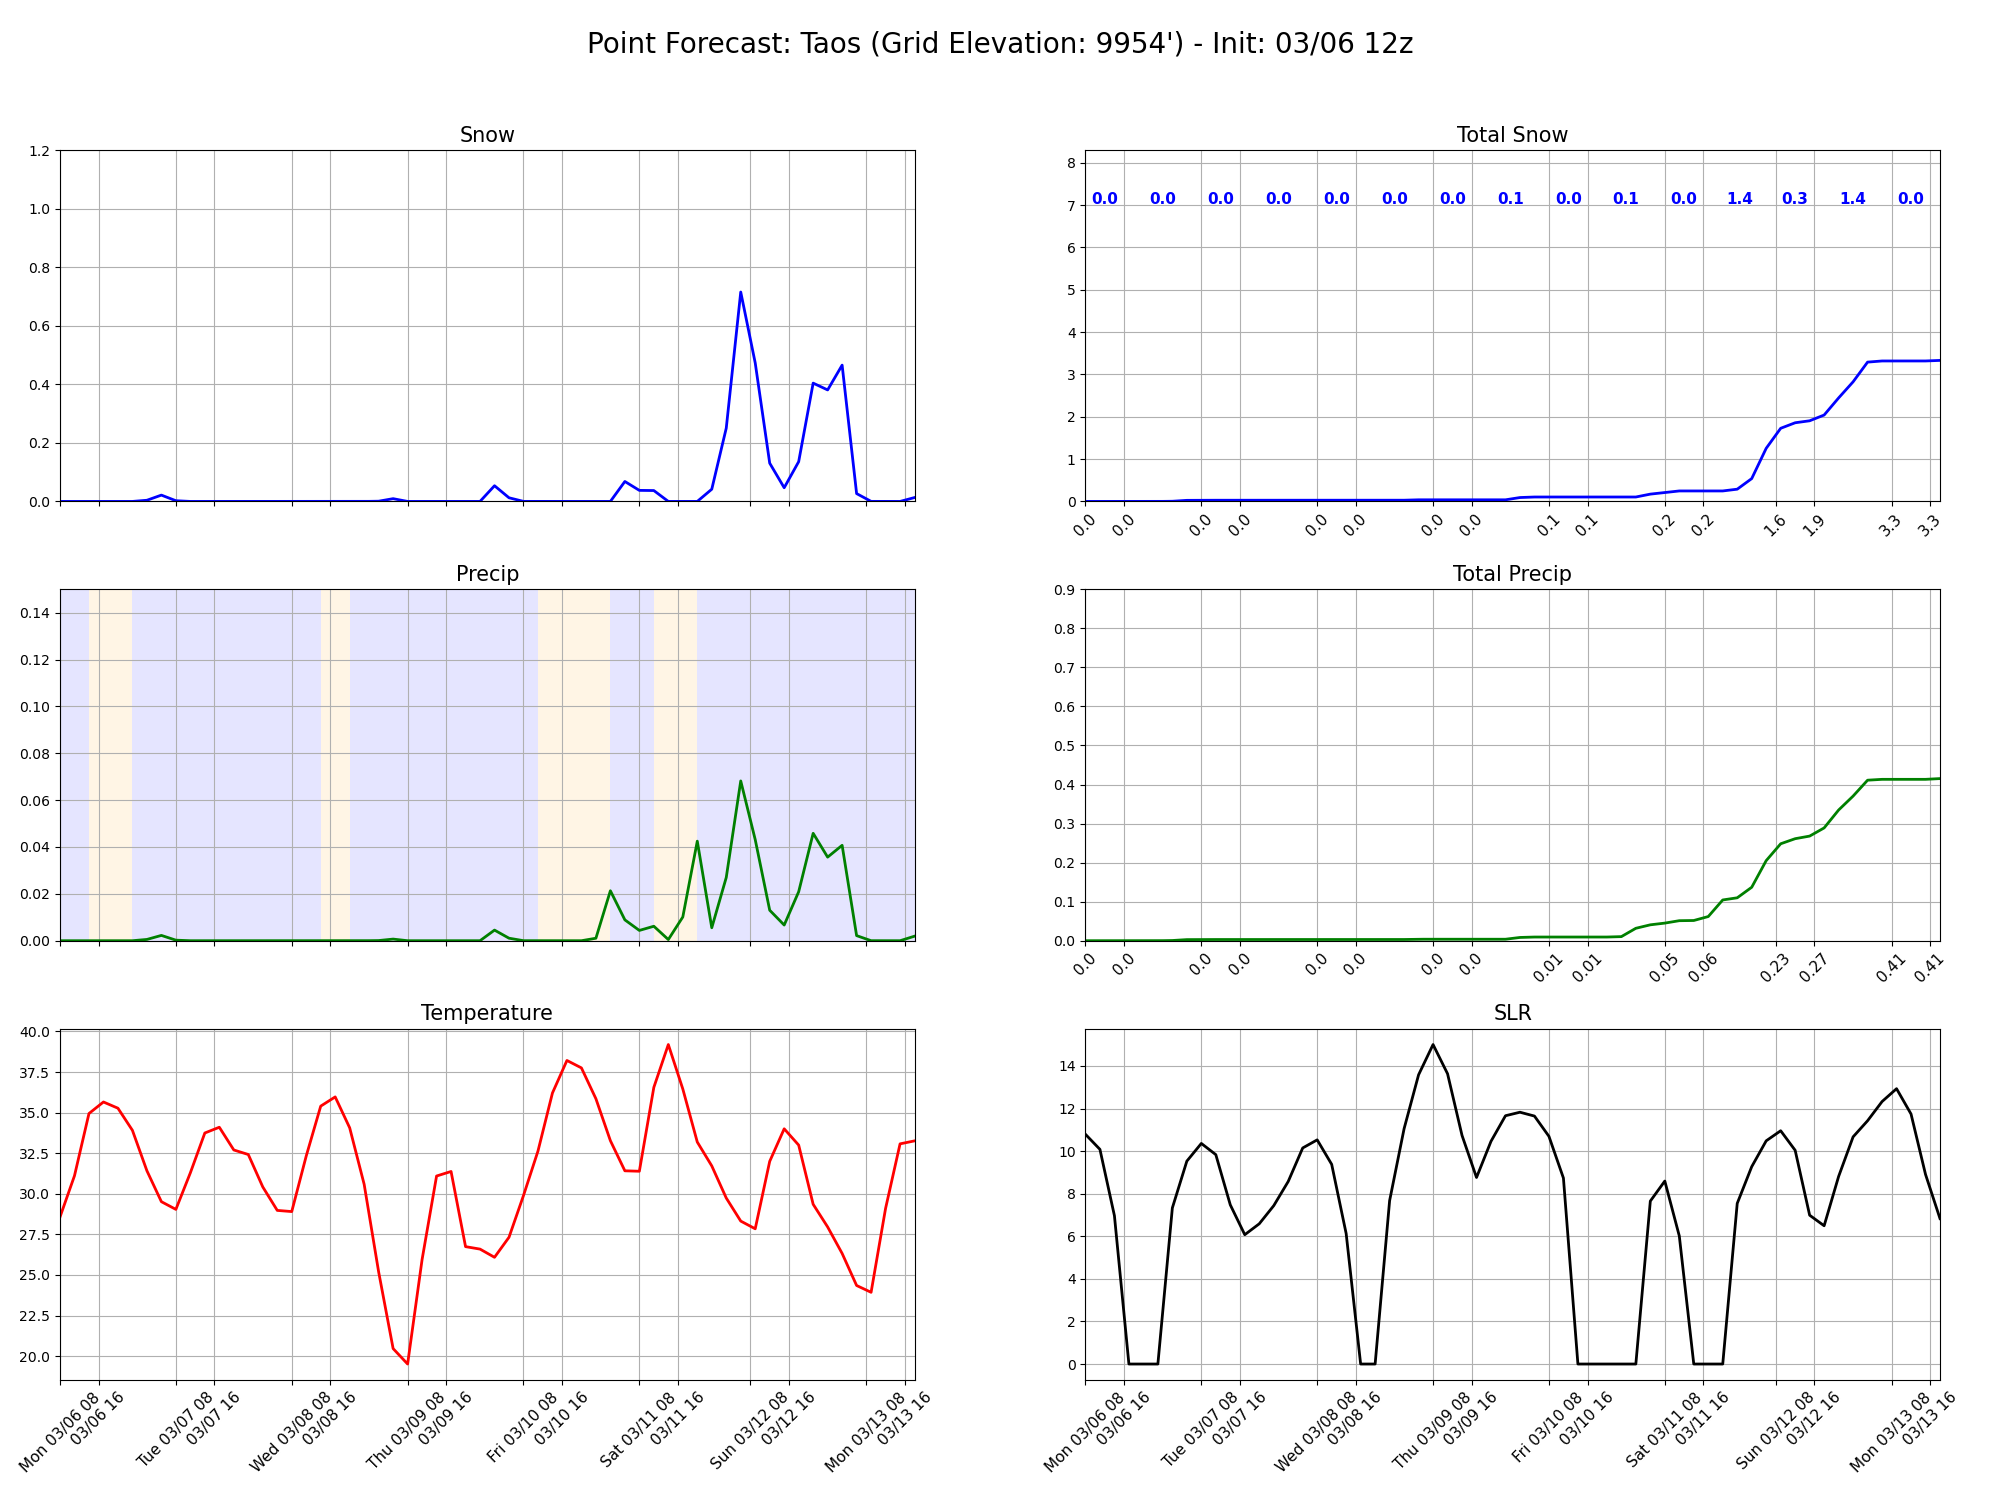 Point Forecast: Taos (Grid Elevation: 9954') - Init: 03/06 12z
Snow
1.2
1.0
0.8
0.6
0.4
0.2
0.0
Total Snow
8
7
6
5
4
3
2
1
0
0.0 0.0 0.0 0.0 0.0 0.0 0.0 0.1 0.0 0.1 0.0 1.4 0.3 1.4 0.0
0.0 0.0 0.0 0.0 0.0 0.0 0.0 0.0 0.1 0.1 0.2 0.2 1.6 1.9 3.3 3.3
Precip
0.14
0.12
0.10
0.08
0.06
0.04
0.02
0.00
Total Precip
0.9
0.8
0.7
0.6
0.5
0.4
0.3
0.2
0.1
0.0
0.0 0.0 0.0 0.0 0.0 0.0 0.0 0.0 0.01 0.01 0.05 0.06 0.23 0.27 0.41 0.41
Temperature
40.0
37.5
35.0
32.5
30.0
27.5
25.0
22.5
20.0
Mon 03/06 08
03/06 16
Tue 03/07 08
03/07 16
Wed 03/08 08
03/08 16
Thu 03/09 08
03/09 16
Fri 03/10 08
03/10 16
Sat 03/11 08
03/11 16
Sun 03/12 08
03/12 16
Mon 03/13 08
03/13 16
SLR
14
12
10
8
6
4
2
0
Mon 03/06 08
03/06 16
Tue 03/07 08
03/07 16
Wed 03/08 08
03/08 16
Thu 03/09 08
03/09 16
Fri 03/10 08
03/10 16
Sat 03/11 08
03/11 16
Sun 03/12 08
03/12 16
Mon 03/13 08
03/13 16